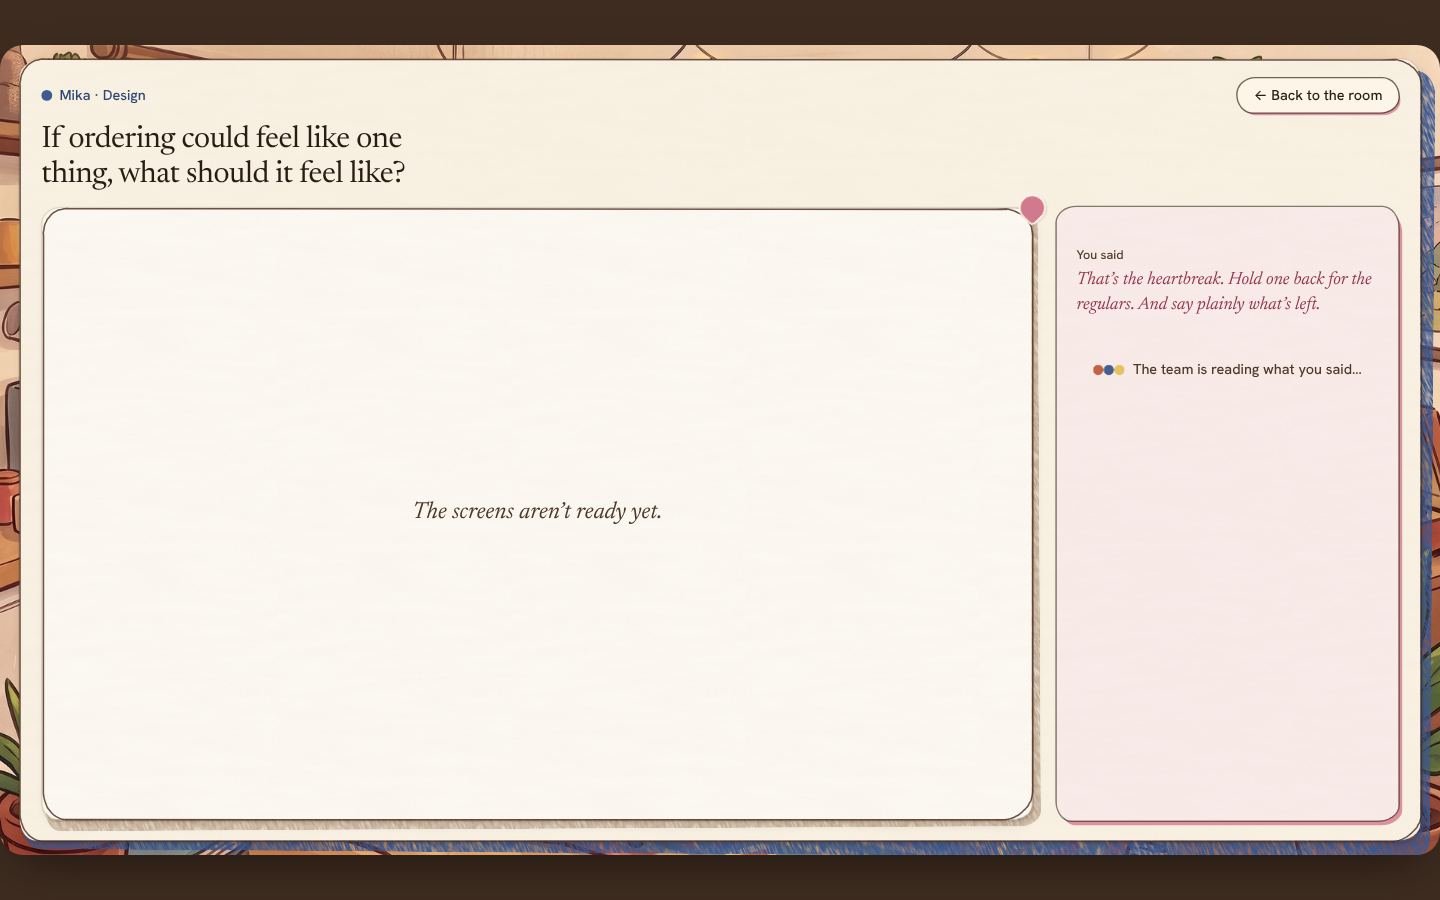 Mika · Design
← Back to the room
If ordering could feel like one
thing, what should it feel like?
The screens aren’t ready yet.
You said
That’s the heartbreak. Hold one back for the
regulars. And say plainly what’s left.
The team is reading what you said…